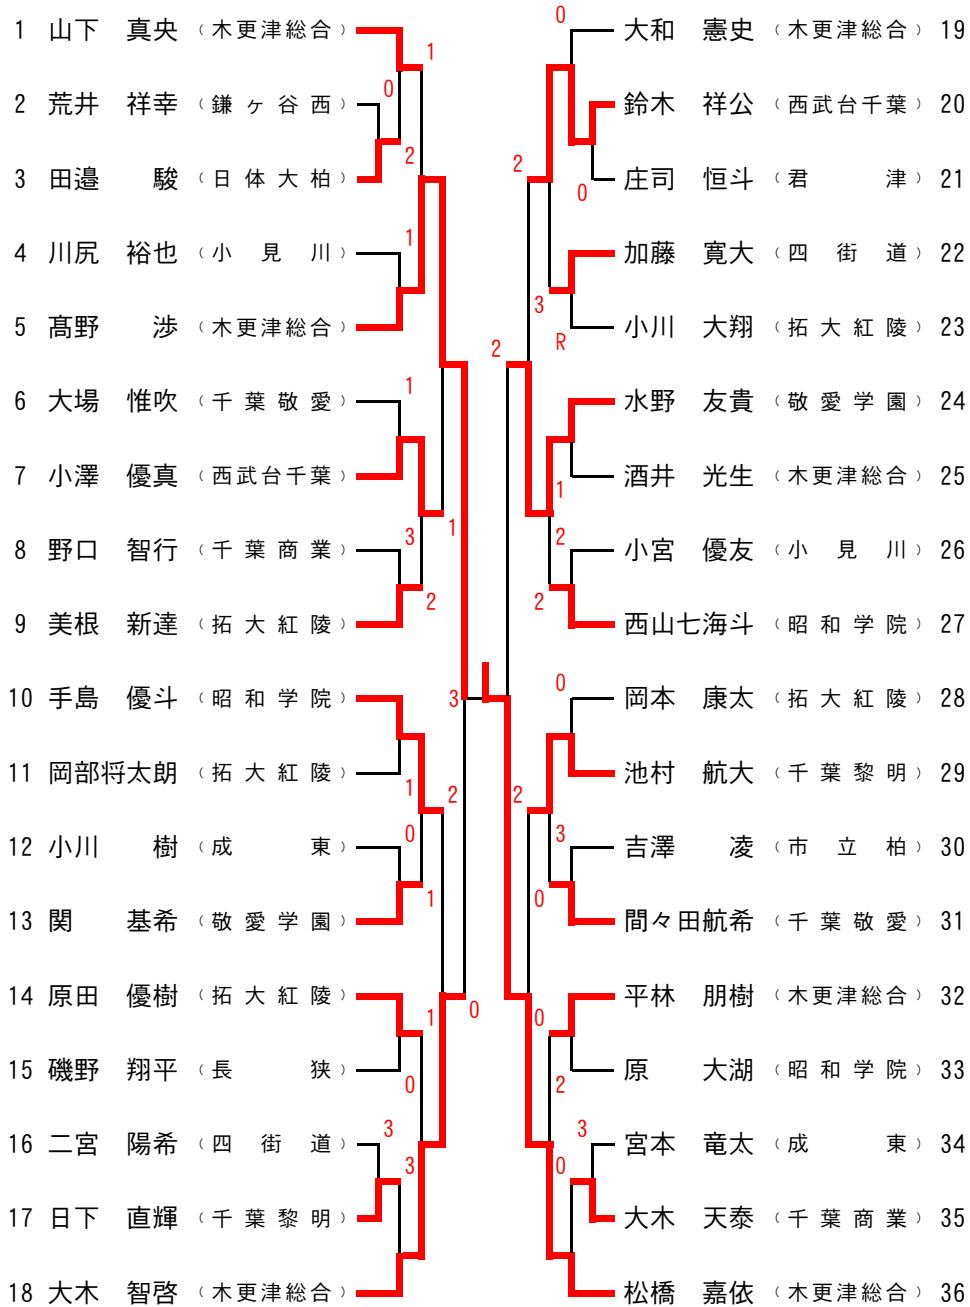 1 山下 真央 (木更津総合)
2 荒井 祥幸 (鎌ヶ谷西)
3 田邉 駿 (日体大柏)
4 川尻 裕也 (小見川)
5 髙野 渉 (木更津総合)
6 大場 惟吹 (千葉敬愛)
7 小澤 優真 (西武台千葉)
8 野口 智行 (千葉商業)
9 美根 新達 (拓大紅陵)
10 手島 優斗 (昭和学院)
11 岡部将太朗 (拓大紅陵)
12 小川 樹 (成東)
13 関 基希 (敬愛学園)
14 原田 優樹 (拓大紅陵)
15 磯野 翔平 (長狭)
16 二宮 陽希 (四街道)
17 日下 直輝 (千葉黎明)
18 大木 智啓 (木更津総合)
1
0
2
1
1
3
2
1
3
1
0
1
2
1
0
3
3
0
大和 憲史 (木更津総合) 19
鈴木 祥公 (西武台千葉) 20
庄司 恒斗 (君津) 21
加藤 寛大 (四街道) 22
小川 大翔 (拓大紅陵) 23
水野 友貴 (敬愛学園) 24
酒井 光生 (木更津総合) 25
小宮 優友 (小見川) 26
西山七海斗 (昭和学院) 27
岡本 康太 (拓大紅陵) 28
池村 航大 (千葉黎明) 29
吉澤 凌 (市立柏) 30
間々田航希 (千葉敬愛) 31
平林 朋樹 (木更津総合) 32
原 大湖 (昭和学院) 33
宮本 竜太 (成東) 34
大木 天泰 (千葉商業) 35
松橋 嘉依 (木更津総合) 36
0
2
0
3
R
2
1
2
2
0
2
3
0
0
2
3
0